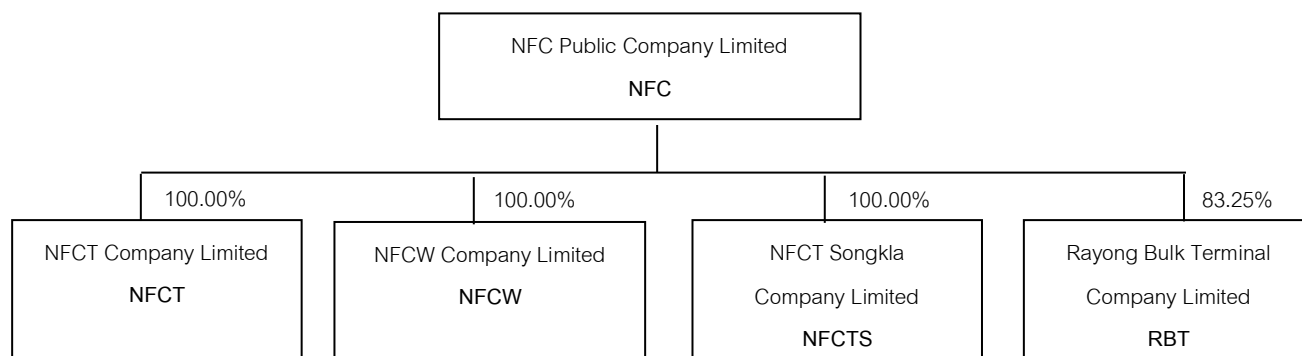 NFC Public Company Limited
NFC
100.00%
100.00%
100.00%
83.25%
NFCT Company Limited
NFCT
NFCW Company Limited
NFCW
NFCT Songkla
Company Limited
NFCTS
Rayong Bulk Terminal
Company Limited
RBT